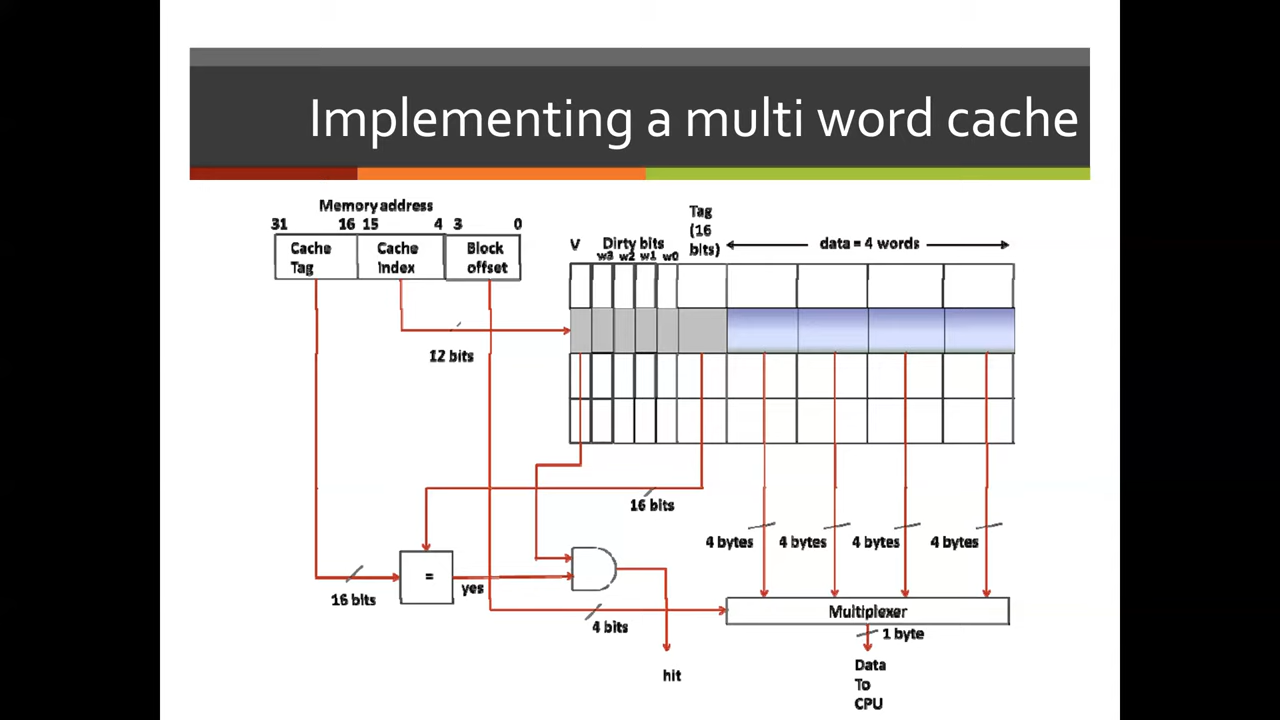 Implementing a multi word cache
Memory address
31 16 15 4 3 0
Cache Tag
Cache Index
Block offset
V
Dirty bits
w3 w2 w1 w0
Tag
(16
bits)
data = 4 words
12 bits
16 bits
4 bytes 4 bytes 4 bytes 4 bytes
=
yes
16 bits
4 bits
Multiplexer
1 byte
hit
Data
To
CPU